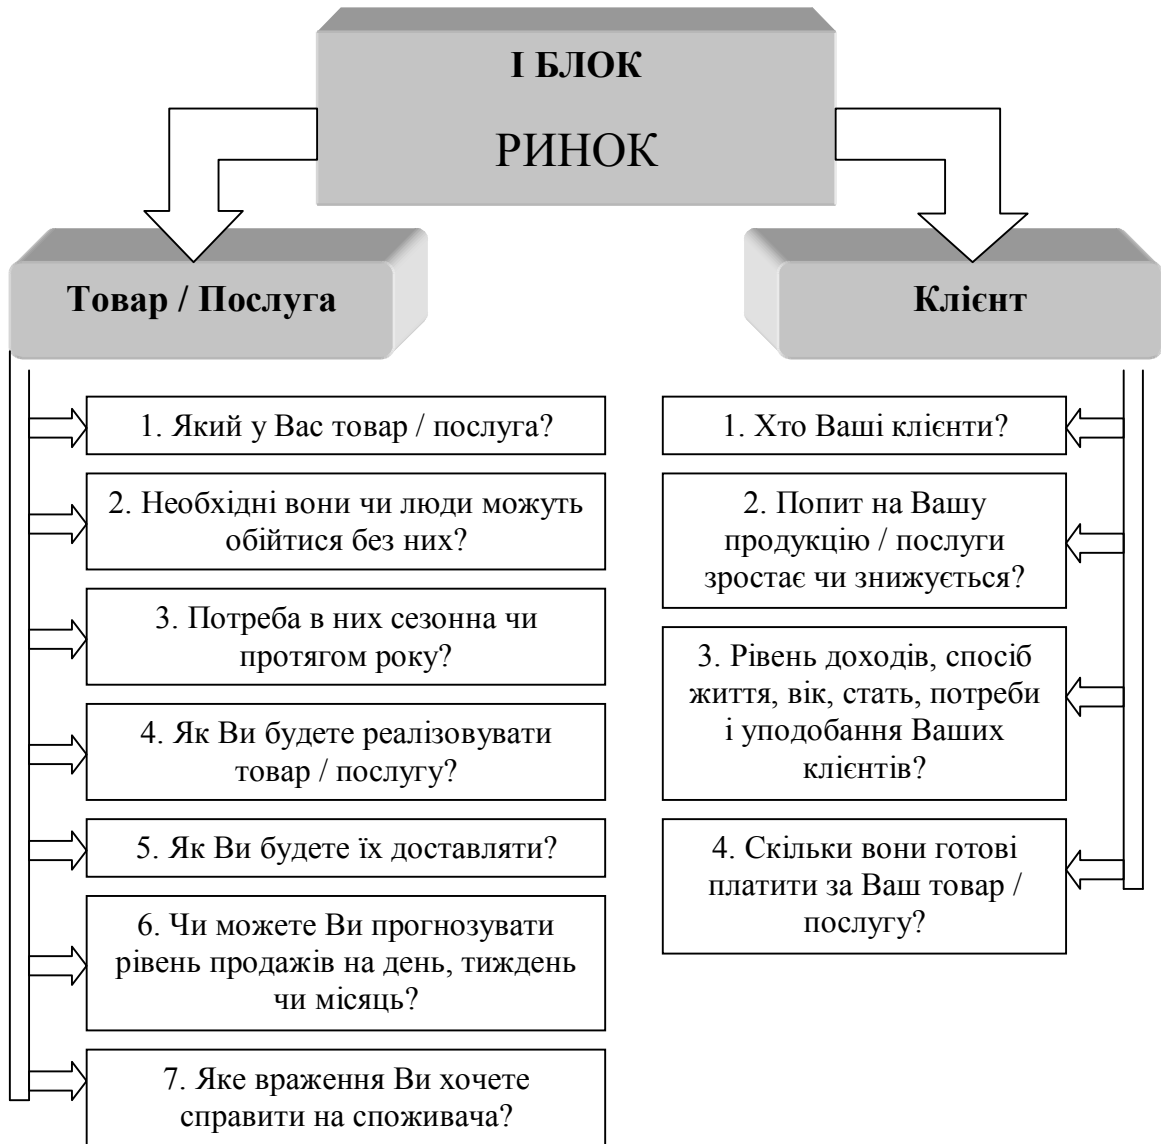 І БЛОК
РИНОК
Товар / Послуга
1. Який у Вас товар / послуга?
2. Необхідні вони чи люди можуть
обійтися без них?
3. Потреба в них сезонна чи
протягом року?
4. Як Ви будете реалізовувати
товар / послугу?
5. Як Ви будете їх доставляти?
6. Чи можете Ви прогнозувати
рівень продажів на день, тиждень
чи місяць?
7. Яке враження Ви хочете
справити на споживача?
Клієнт
1. Хто Ваші клієнти?
2. Попит на Вашу
продукцію / послуги
зростає чи знижується?
3. Рівень доходів, спосіб
життя, вік, стать, потреби
і уподобання Ваших
клієнтів?
4. Скільки вони готові
платити за Ваш товар /
послугу?